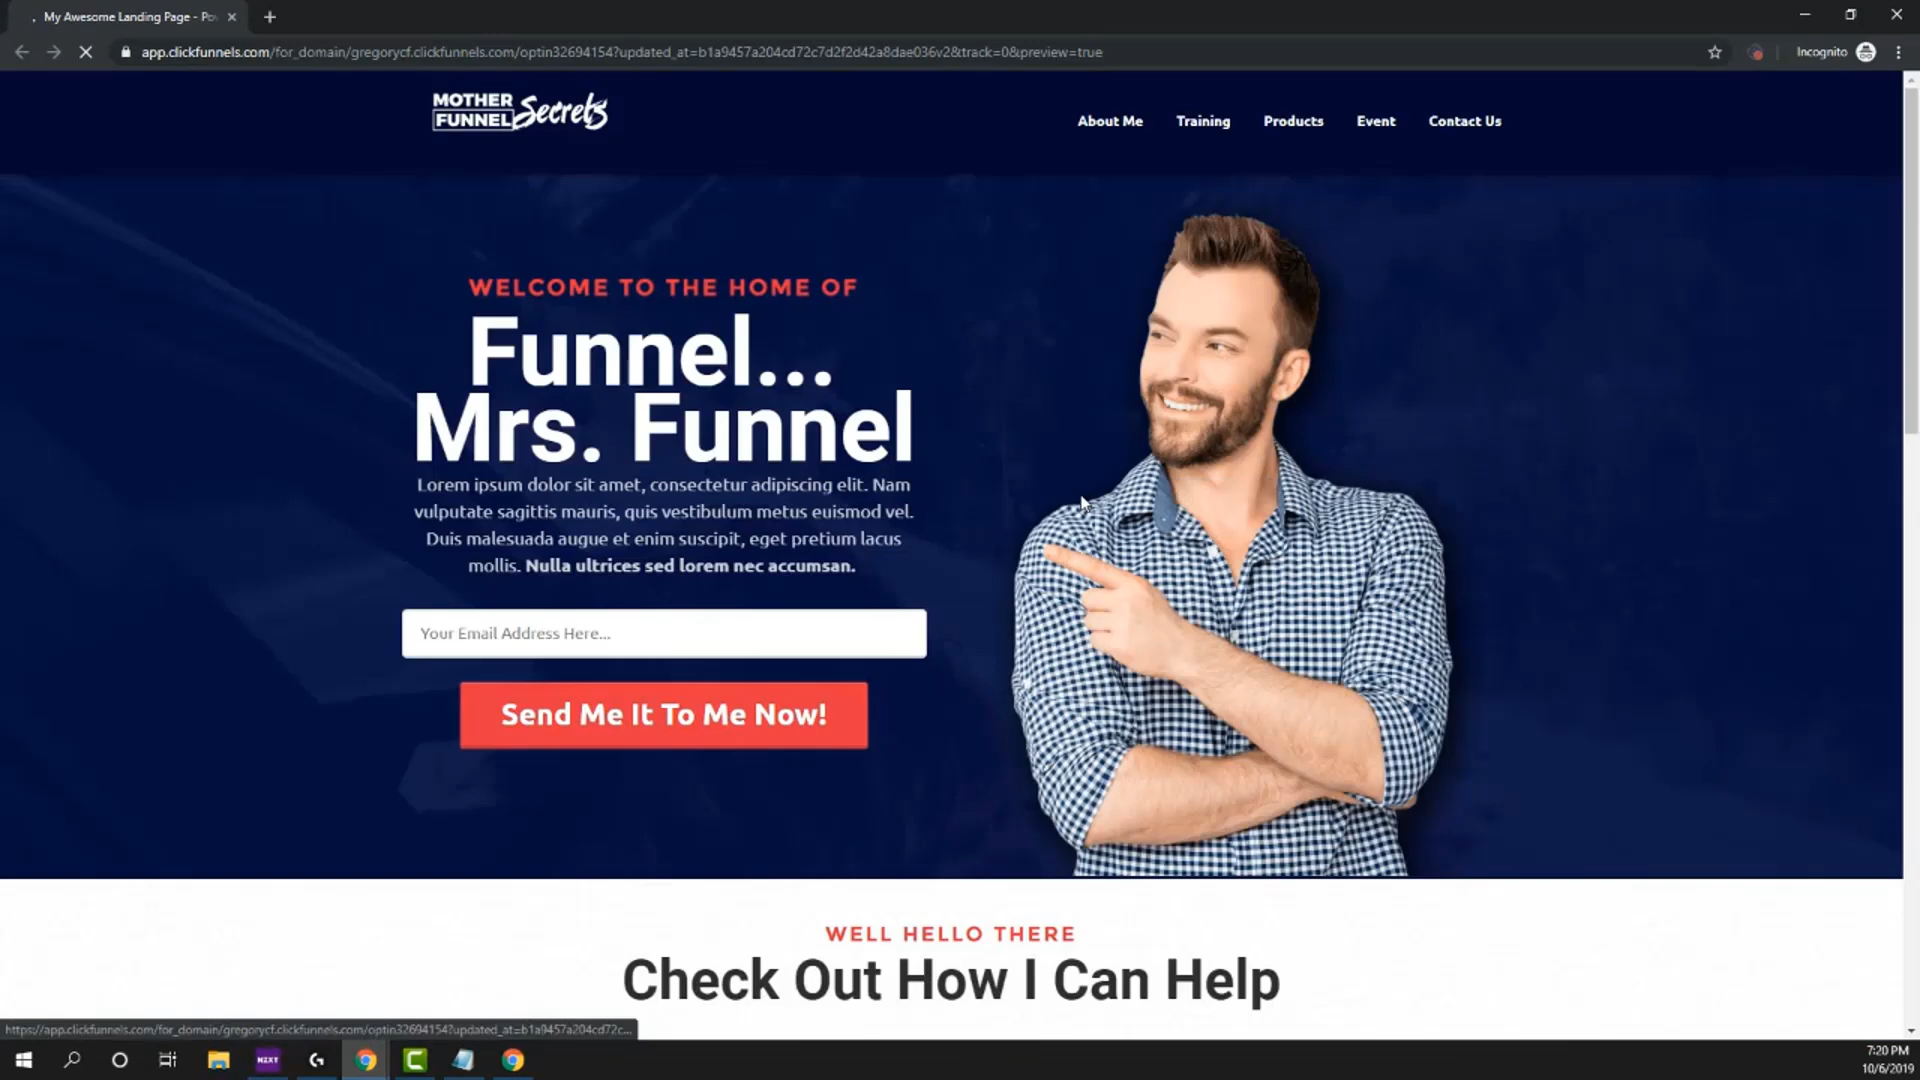 My Awesome Landing Page - Po
app.clickfunnels.com/for_domain/gregorycf.clickfunnels.com/optin32694154?updated_at=b1a9457a204cd72c7d2f2d42a8dae036v2&track=0&preview=true
Incognito
MOTHER
FUNNEL Secrets
About Me Training Products Event Contact Us
WELCOME TO THE HOME OF
Funnel...
Mrs. Funnel
Lorem ipsum dolor sit amet, consectetur adipiscing elit. Nam
vulputate sagittis mauris, quis vestibulum metus euismod vel.
Duis malesuada augue et enim suscipit, eget pretium lacus
mollis. Nulla ultrices sed lorem nec accumsan.
Your Email Address Here...
Send Me It To Me Now!
WELL HELLO THERE
Check Out How I Can Help
https://app.clickfunnels.com/for_domain/gregorycf.clickfunnels.com/optin32694154?updated_at=b1a9457a204cd72c...
NEXT
7:20 PM
10/6/2019